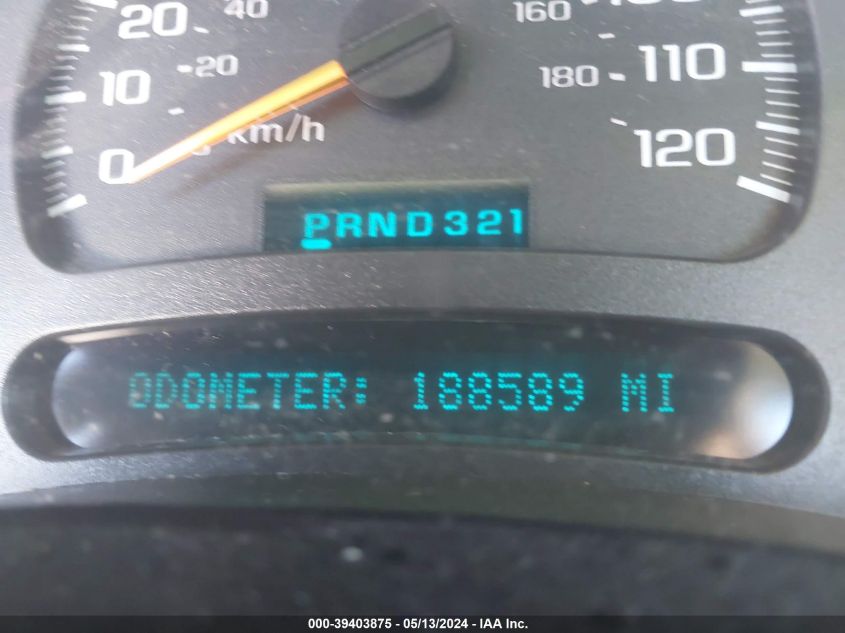 20 40 160
10 20 180 110
0 km/h 120
PRND321
ODOMETER: 188589 MI
000-39403875 - 05/13/2024 - IAA Inc.